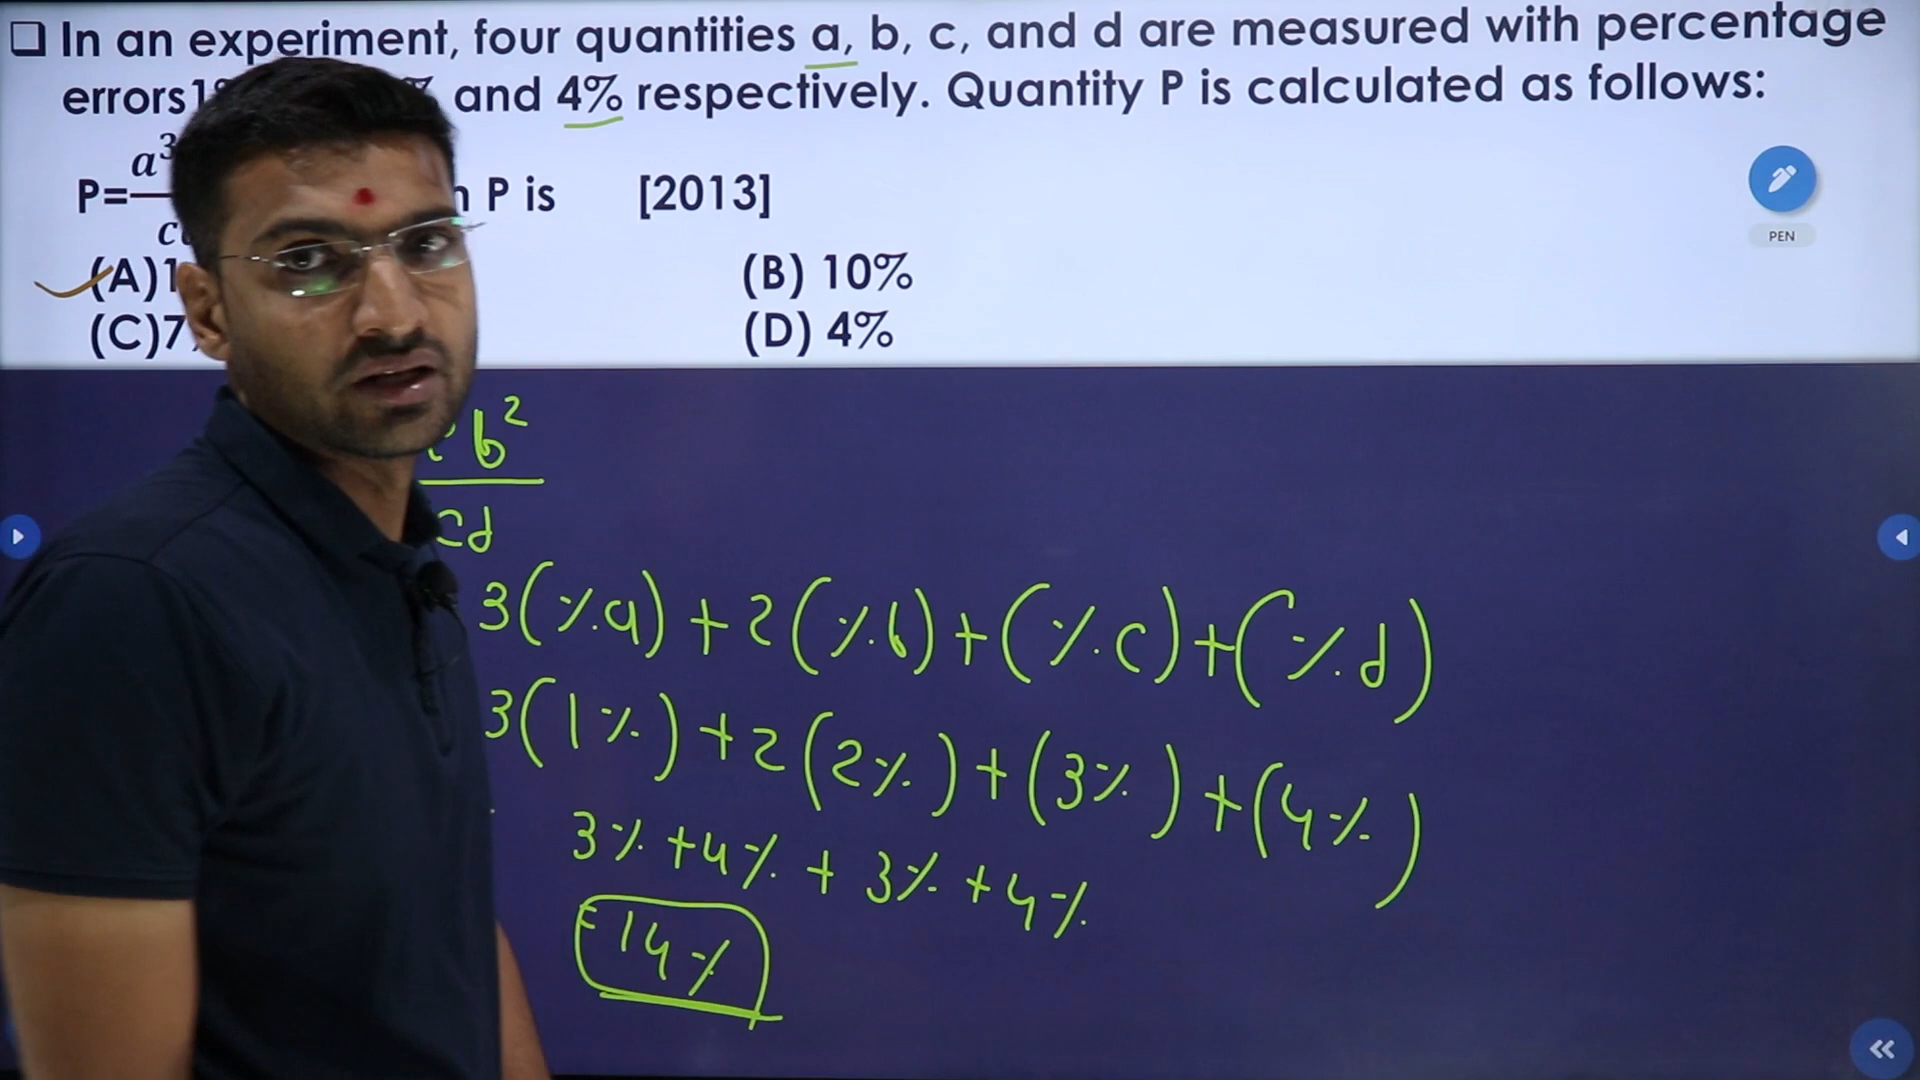 In an experiment, four quantities a, b, c, and d are measured with percentage
errors 1% and 4% respectively. Quantity P is calculated as follows:
P= a³ P is [2013]
(A) 1 (B) 10%
(C) 7 (D) 4%
PEN
b²
cd
3(%a) + 2(%b) + (%c) + (%d)
3(1%) + 2(2%) + (3%) + (4%)
3% + 4% + 3% + 4%
=14%